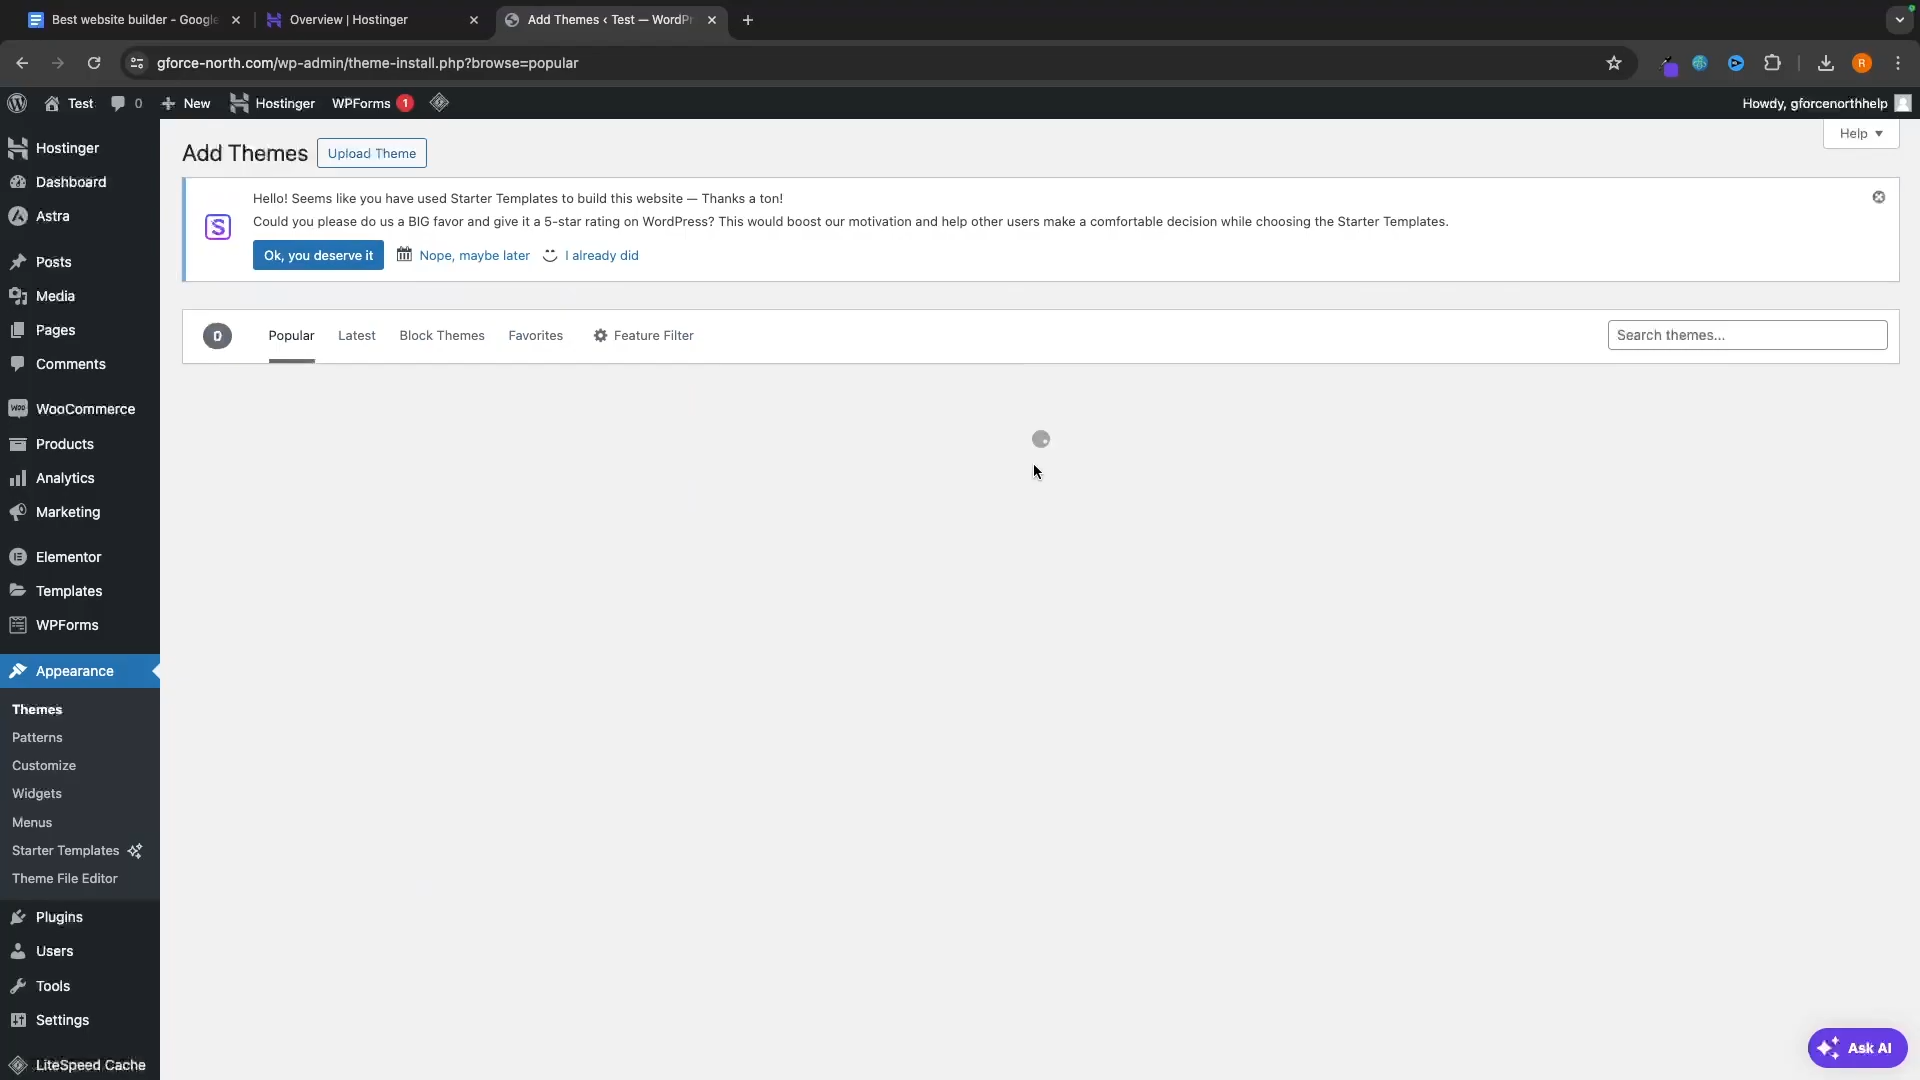 Best website builder - Google
Overview | Hostinger
Add Themes ‹ Test — WordPr
gforce-north.com/wp-admin/theme-install.php?browse=popular
R
Test
0
New
Hostinger
WPForms 1
Howdy, gforcenorthhelp
Hostinger
Dashboard
Astra
Posts
Media
Pages
Comments
WooCommerce
Products
Analytics
Marketing
Elementor
Templates
WPForms
Appearance
Themes
Patterns
Customize
Widgets
Menus
Starter Templates
Theme File Editor
Plugins
Users
Tools
Settings
LiteSpeed Cache
Help
Add Themes
Upload Theme
Hello! Seems like you have used Starter Templates to build this website — Thanks a ton!
Could you please do us a BIG favor and give it a 5-star rating on WordPress? This would boost our motivation and help other users make a comfortable decision while choosing the Starter Templates.
Ok, you deserve it
Nope, maybe later
I already did
0
Popular
Latest
Block Themes
Favorites
Feature Filter
Search themes...
Ask AI